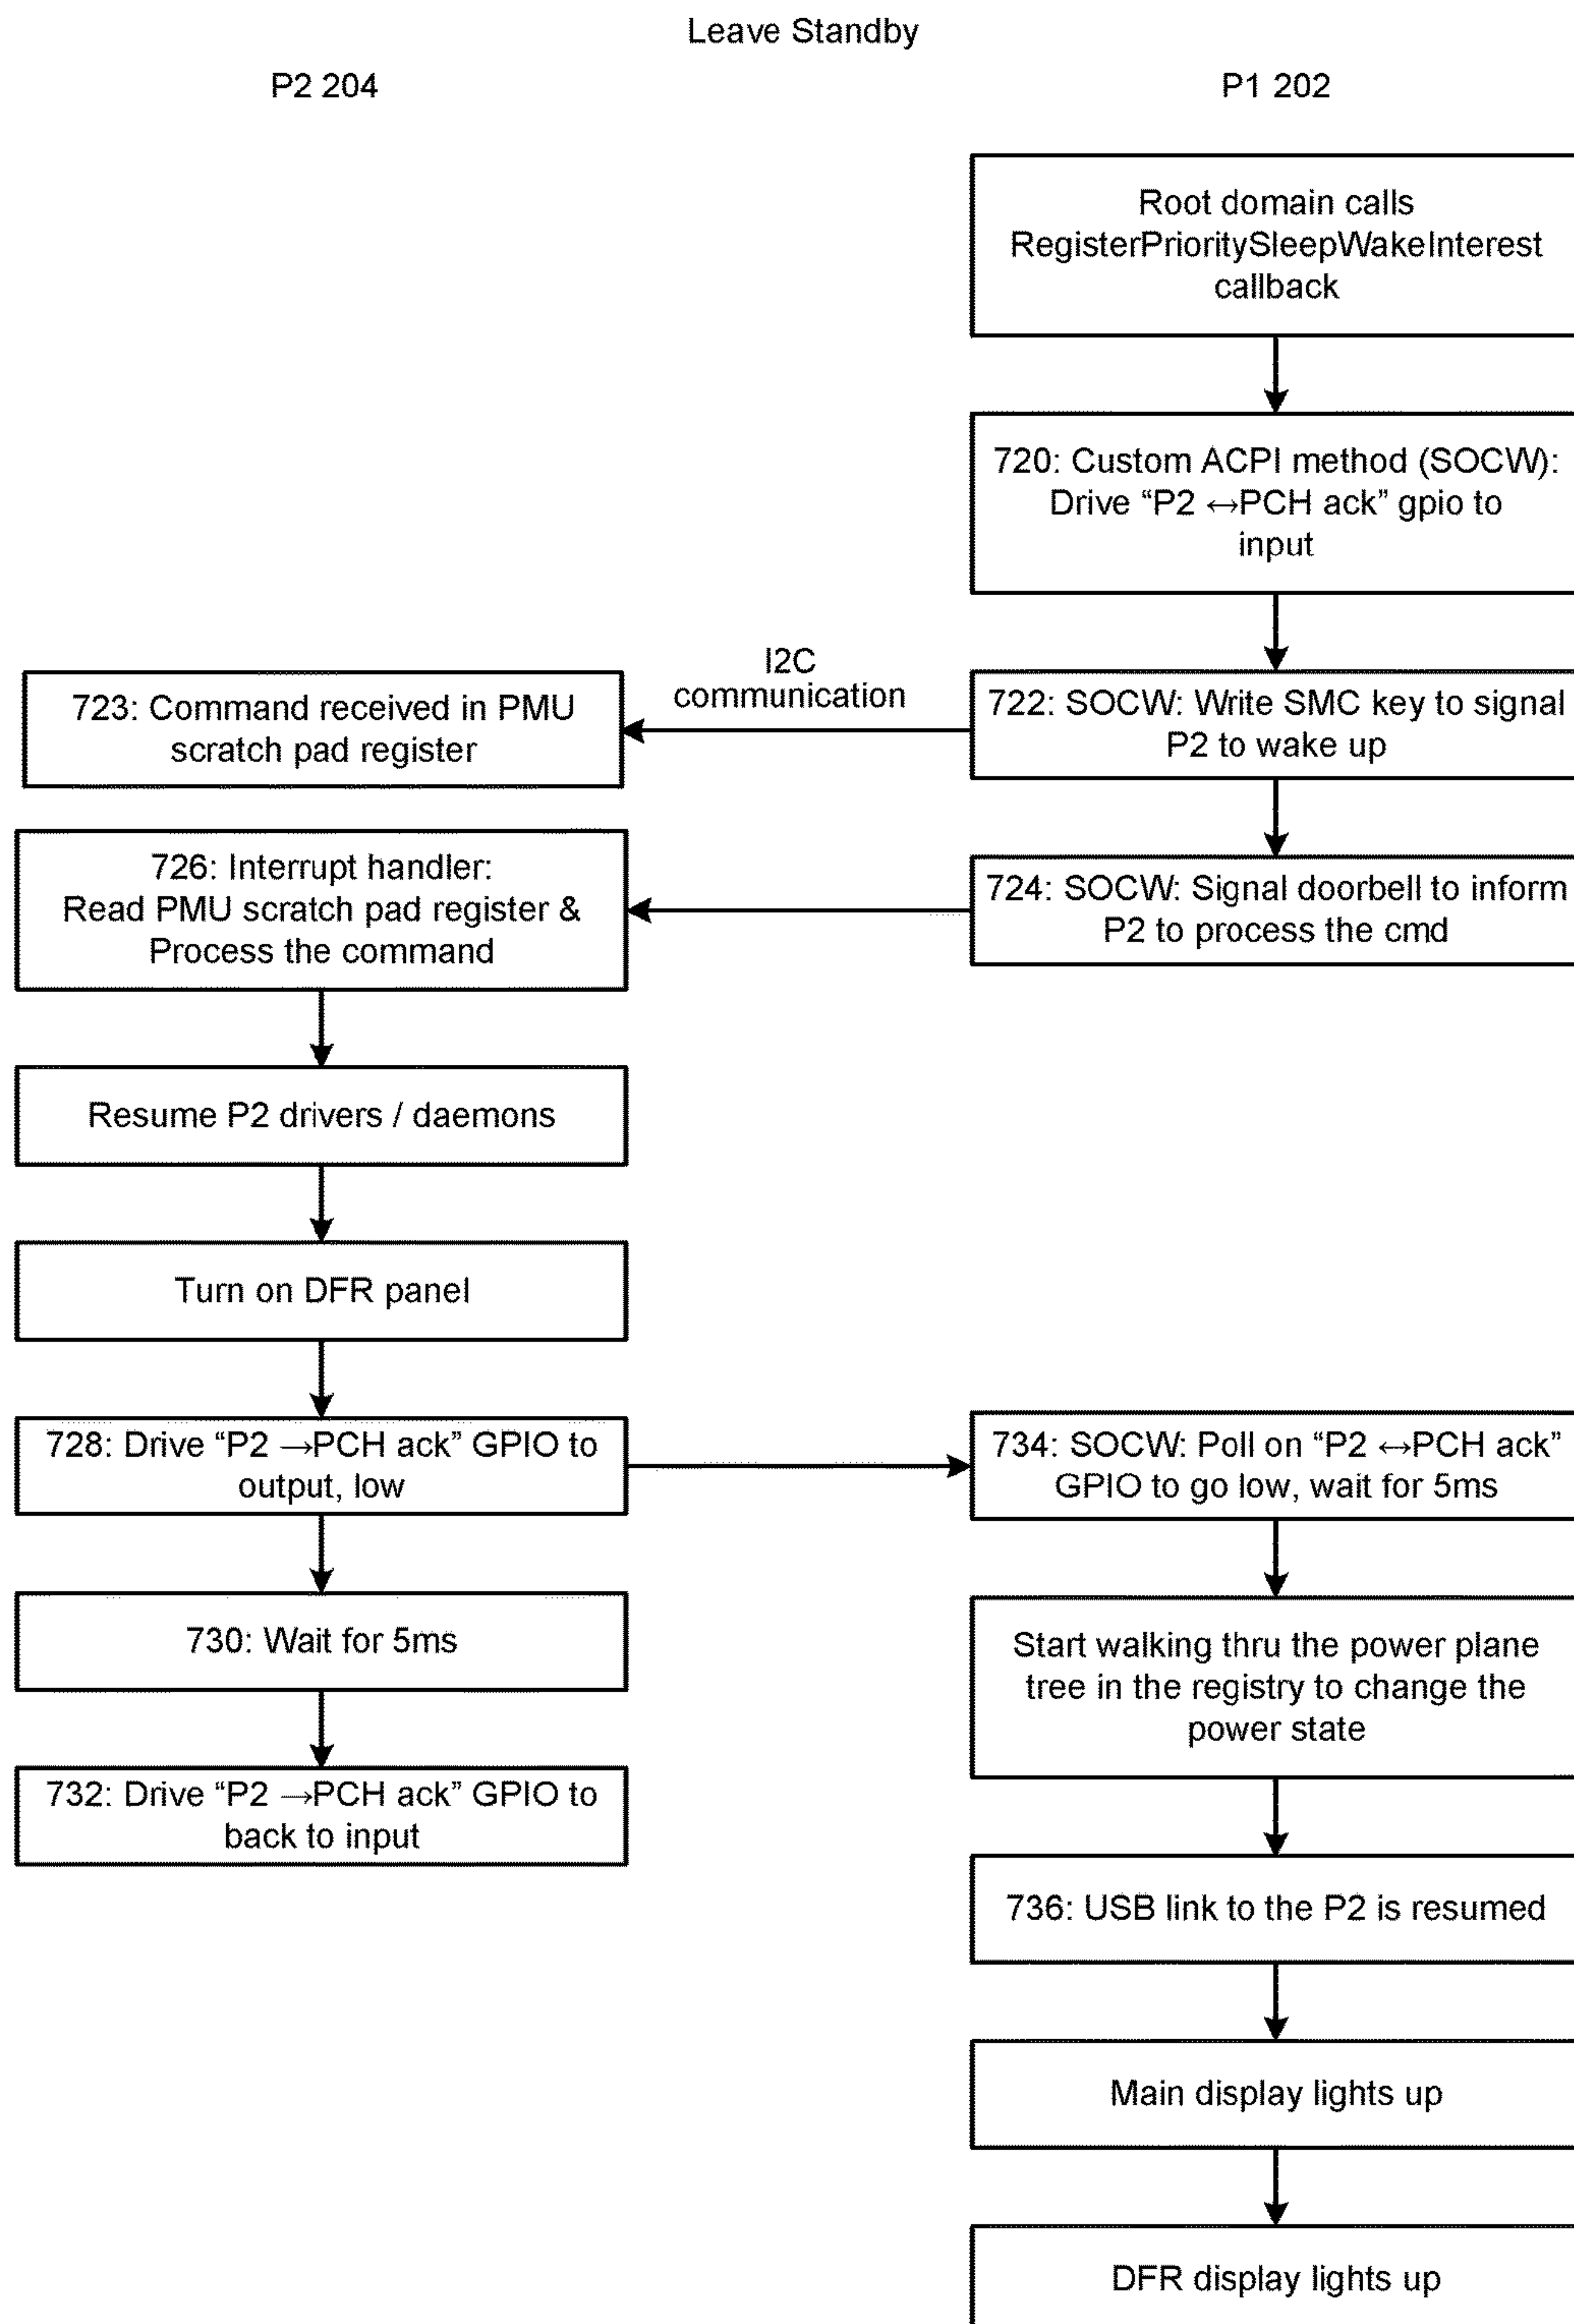 Leave Standby
P2 204
P1 202
Root domain calls
RegisterPrioritySleepWakeInterest
callback
720: Custom ACPI method (SOCW):
Drive “P2 ↔PCH ack” gpio to
input
I2C
communication
723: Command received in PMU
scratch pad register
722: SOCW: Write SMC key to signal
P2 to wake up
726: Interrupt handler:
Read PMU scratch pad register &
Process the command
724: SOCW: Signal doorbell to inform
P2 to process the cmd
Resume P2 drivers / daemons
Turn on DFR panel
728: Drive “P2 →PCH ack” GPIO to
output, low
734: SOCW: Poll on “P2 ↔PCH ack”
GPIO to go low, wait for 5ms
730: Wait for 5ms
Start walking thru the power plane
tree in the registry to change the
power state
732: Drive “P2 →PCH ack” GPIO to
back to input
736: USB link to the P2 is resumed
Main display lights up
DFR display lights up